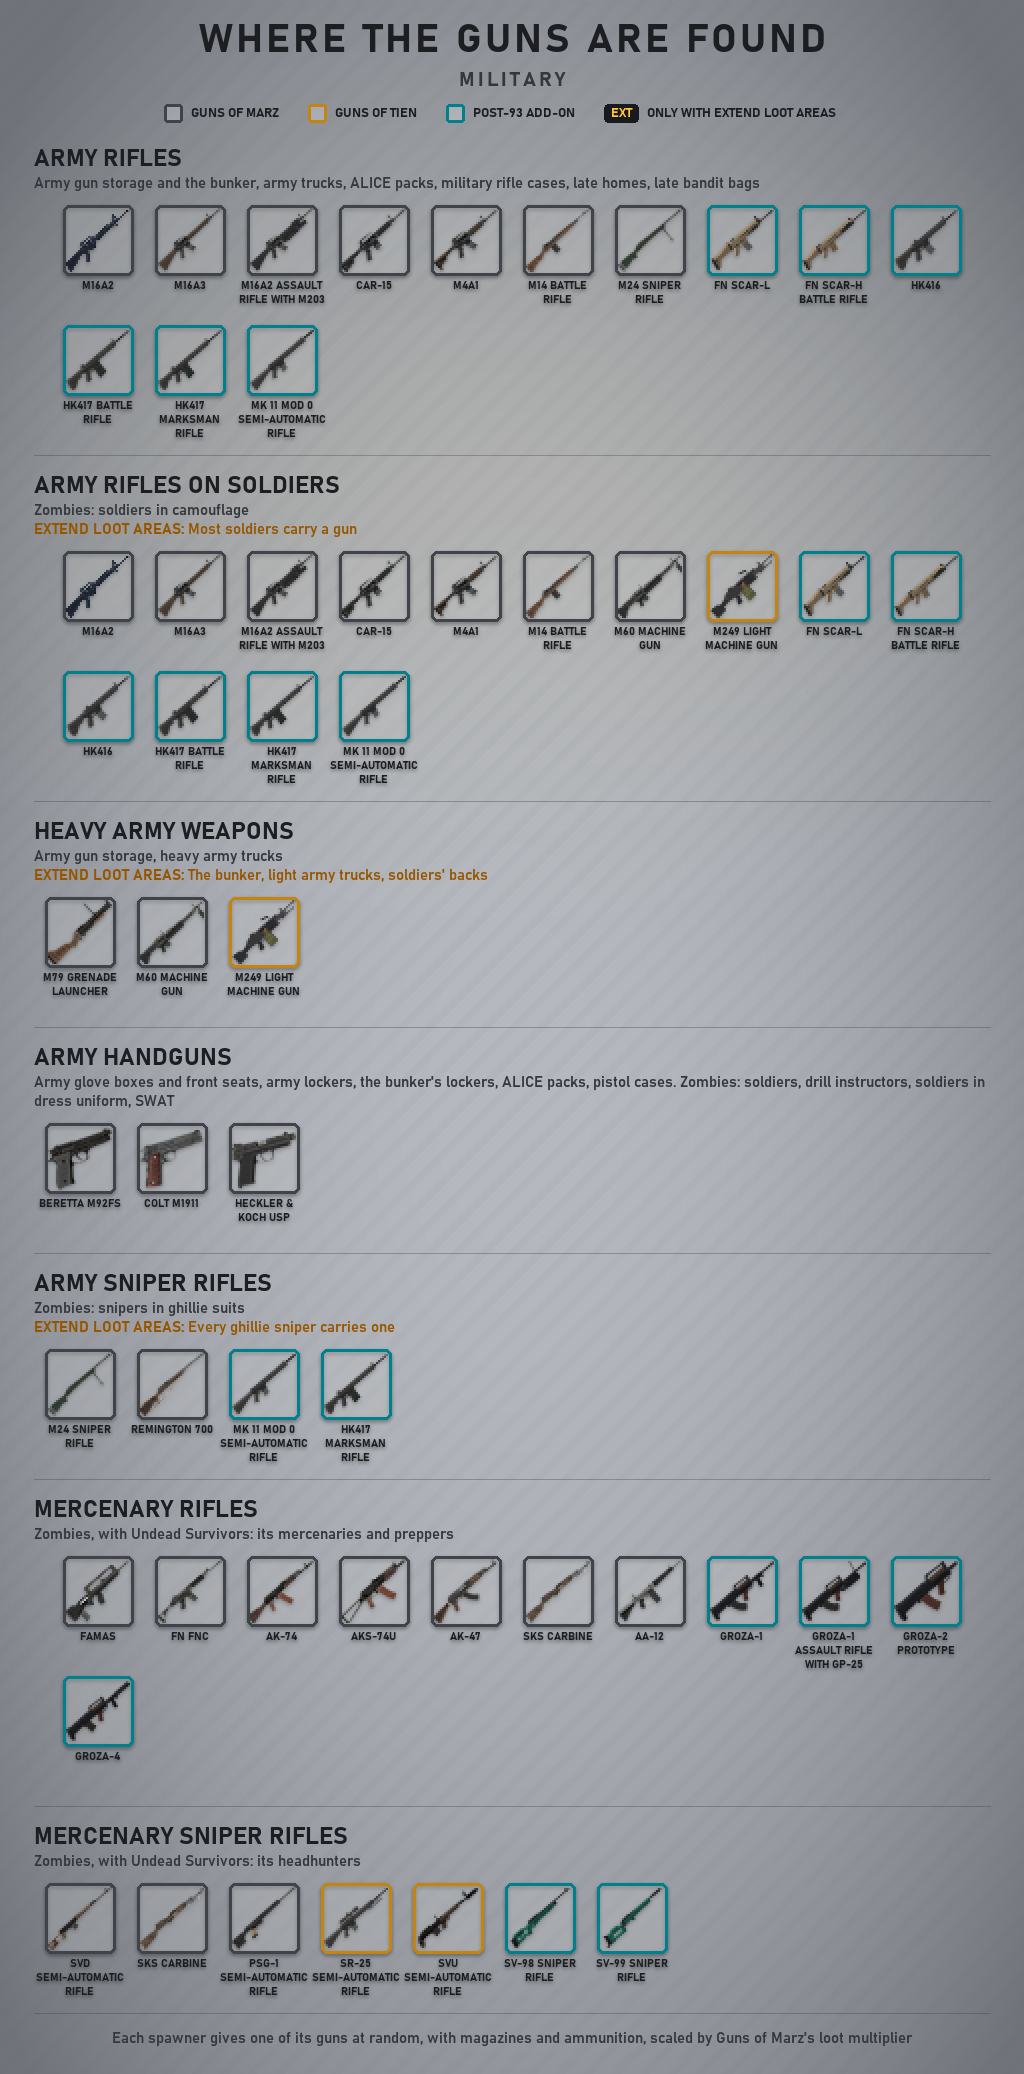 WHERE THE GUNS ARE FOUND
MILITARY
GUNS OF MARZ
GUNS OF TIEN
POST-93 ADD-ON
EXT ONLY WITH EXTEND LOOT AREAS
ARMY RIFLES
Army gun storage and the bunker, army trucks, ALICE packs, military rifle cases, late homes, late bandit bags
M16A2
M16A3
M16A2 ASSAULT
RIFLE WITH M203
CAR-15
M4A1
M14 BATTLE
RIFLE
M24 SNIPER
RIFLE
FN SCAR-L
FN SCAR-H
BATTLE RIFLE
HK416
HK417 BATTLE
RIFLE
HK417
MARKSMAN
RIFLE
MK 11 MOD 0
SEMI-AUTOMATIC
RIFLE
ARMY RIFLES ON SOLDIERS
Zombies: soldiers in camouflage
EXTEND LOOT AREAS: Most soldiers carry a gun
M16A2
M16A3
M16A2 ASSAULT
RIFLE WITH M203
CAR-15
M4A1
M14 BATTLE
RIFLE
M60 MACHINE
GUN
M249 LIGHT
MACHINE GUN
FN SCAR-L
FN SCAR-H
BATTLE RIFLE
HK416
HK417 BATTLE
RIFLE
HK417
MARKSMAN
RIFLE
MK 11 MOD 0
SEMI-AUTOMATIC
RIFLE
HEAVY ARMY WEAPONS
Army gun storage, heavy army trucks
EXTEND LOOT AREAS: The bunker, light army trucks, soldiers' backs
M79 GRENADE
LAUNCHER
M60 MACHINE
GUN
M249 LIGHT
MACHINE GUN
ARMY HANDGUNS
Army glove boxes and front seats, army lockers, the bunker's lockers, ALICE packs, pistol cases. Zombies: soldiers, drill instructors, soldiers in
dress uniform, SWAT
BERETTA M92FS
COLT M1911
HECKLER &
KOCH USP
ARMY SNIPER RIFLES
Zombies: snipers in ghillie suits
EXTEND LOOT AREAS: Every ghillie sniper carries one
M24 SNIPER
RIFLE
REMINGTON 700
MK 11 MOD 0
SEMI-AUTOMATIC
RIFLE
HK417
MARKSMAN
RIFLE
MERCENARY RIFLES
Zombies, with Undead Survivors: its mercenaries and preppers
FAMAS
FN FNC
AK-74
AKS-74U
AK-47
SKS CARBINE
AA-12
GROZA-1
GROZA-1
ASSAULT RIFLE
WITH GP-25
GROZA-2
PROTOTYPE
GROZA-4
MERCENARY SNIPER RIFLES
Zombies, with Undead Survivors: its headhunters
SVD
SEMI-AUTOMATIC
RIFLE
SKS CARBINE
PSG-1
SEMI-AUTOMATIC
RIFLE
SR-25
SEMI-AUTOMATIC
RIFLE
SVU
SEMI-AUTOMATIC
RIFLE
SV-98 SNIPER
RIFLE
SV-99 SNIPER
RIFLE
Each spawner gives one of its guns at random, with magazines and ammunition, scaled by Guns of Marz's loot multiplier